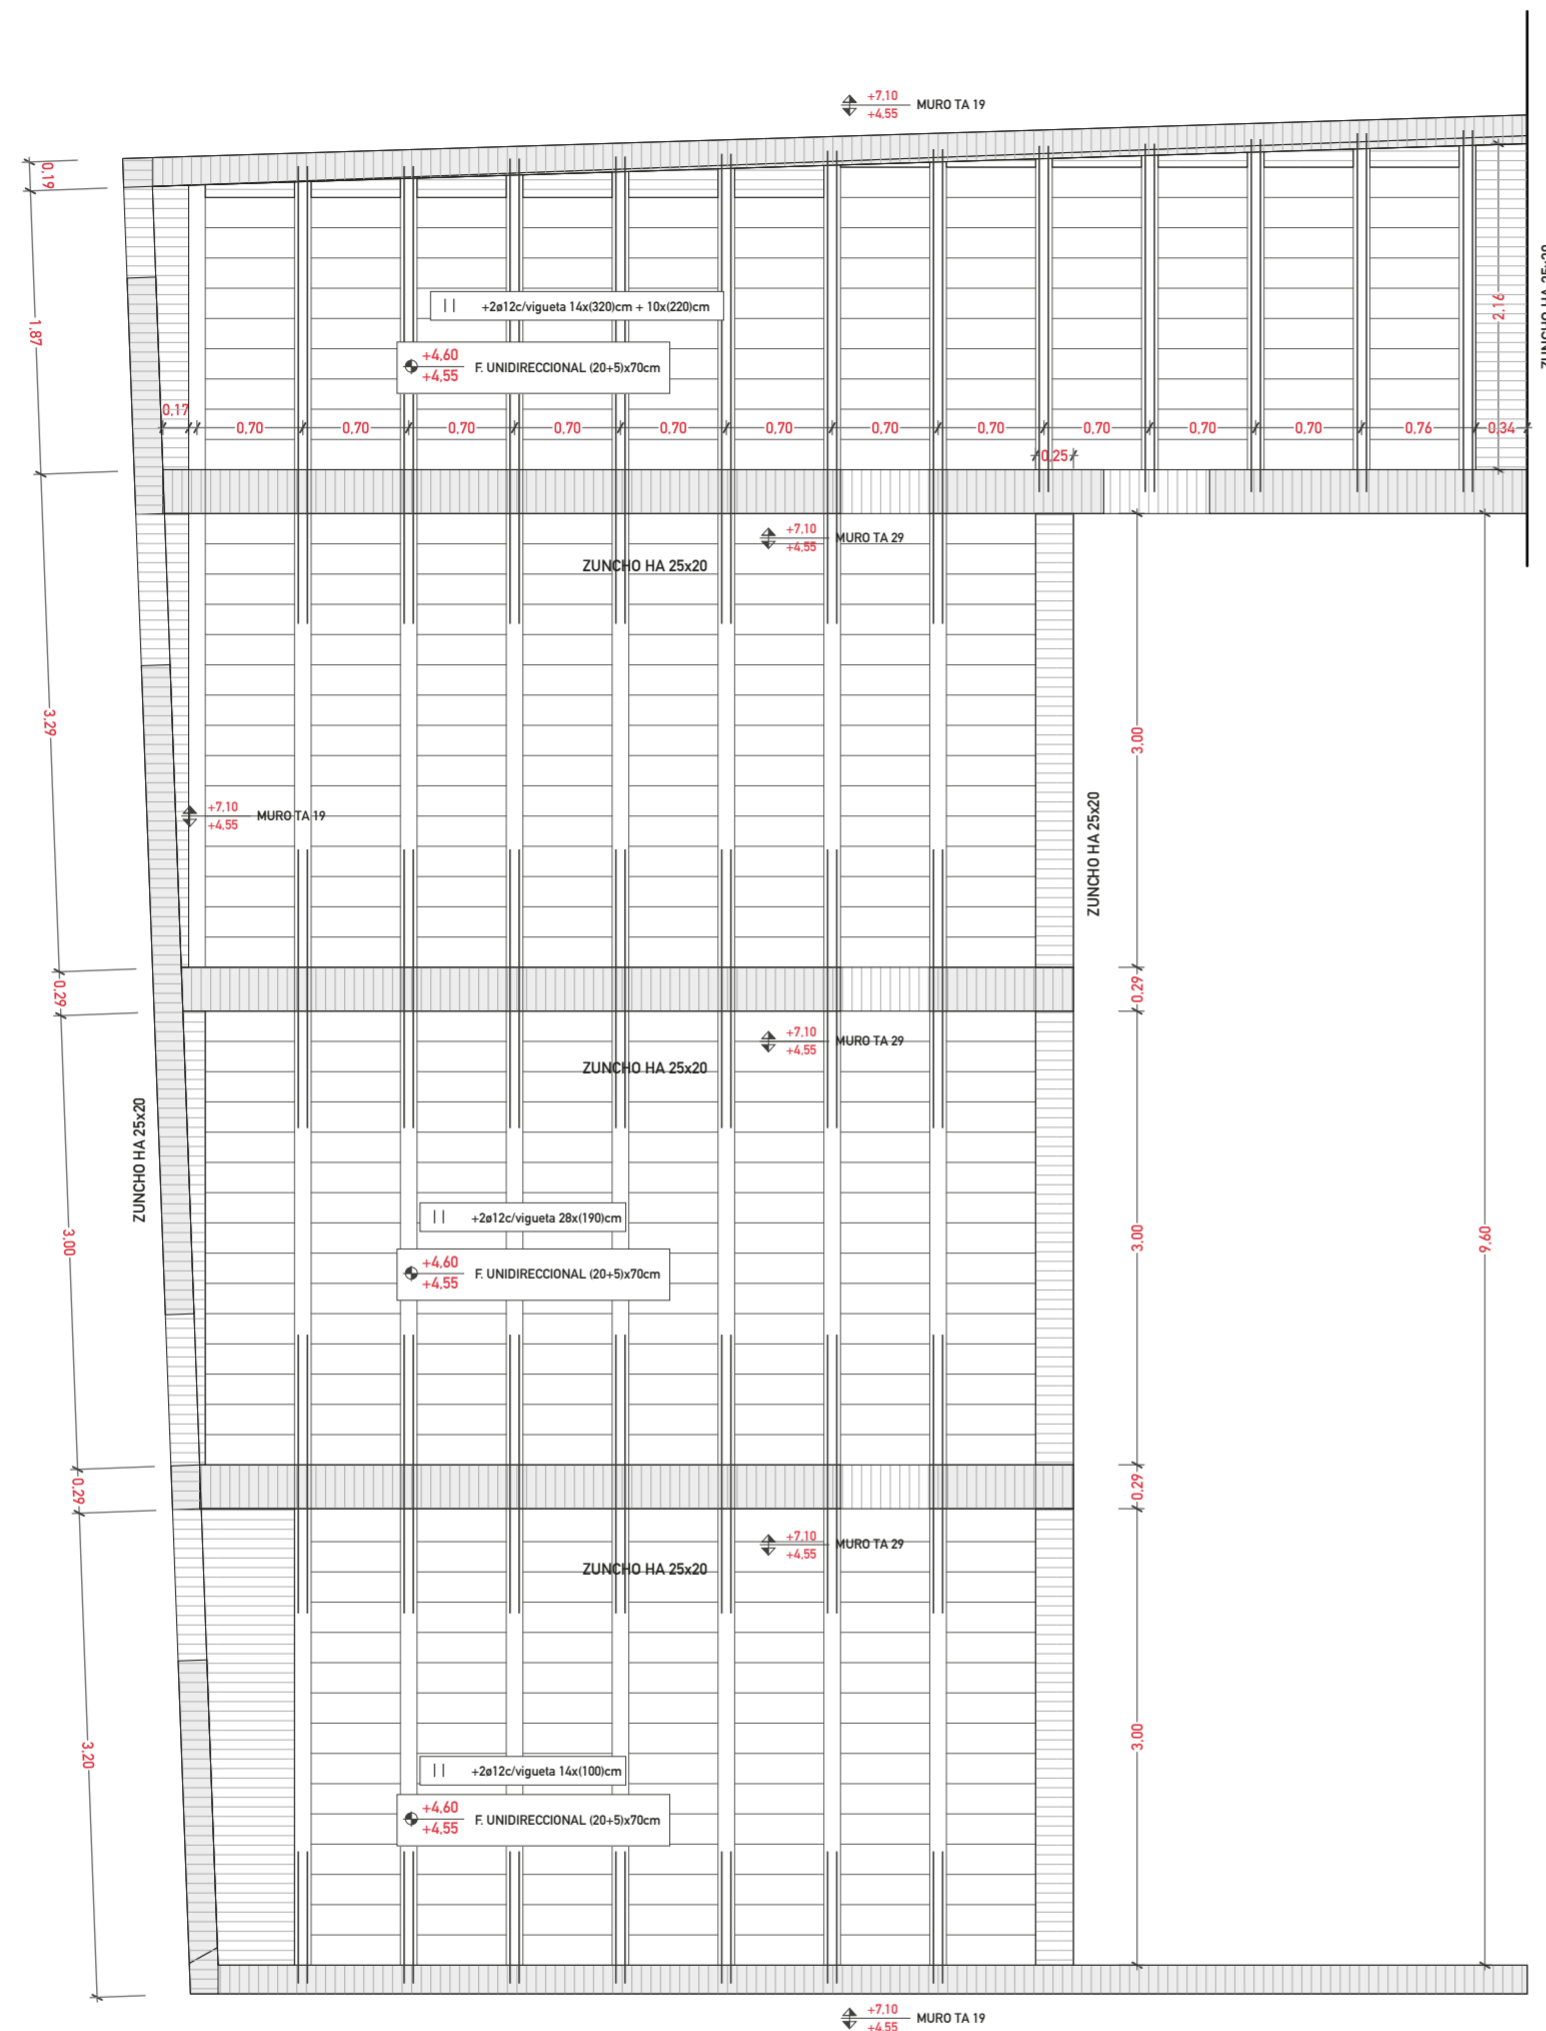 +7,10
+4,55
MURO TA 19
0,19
1,87
+2ø12c/vigueta 14x(320)cm + 10x(220)cm
2,16
+4,60
+4,55
F. UNIDIRECCIONAL (20+5)x70cm
0,17
0,70
0,70
0,70
0,70
0,70
0,70
0,70
0,70
0,70
0,70
0,70
0,76
0,34
0,25
+7,10
+4,55
MURO TA 29
ZUNCHO HA 25x20
3,29
3,00
+7,10
+4,55
MURO TA 19
ZUNCHO HA 25x20
0,29
0,29
+7,10
+4,55
MURO TA 29
ZUNCHO HA 25x20
ZUNCHO HA 25x20
3,00
+2ø12c/vigueta 28x(190)cm
3,00
9,60
+4,60
+4,55
F. UNIDIRECCIONAL (20+5)x70cm
0,29
0,29
+7,10
+4,55
MURO TA 29
ZUNCHO HA 25x20
3,20
3,00
+2ø12c/vigueta 14x(100)cm
+4,60
+4,55
F. UNIDIRECCIONAL (20+5)x70cm
+7,10
+4,55
MURO TA 19